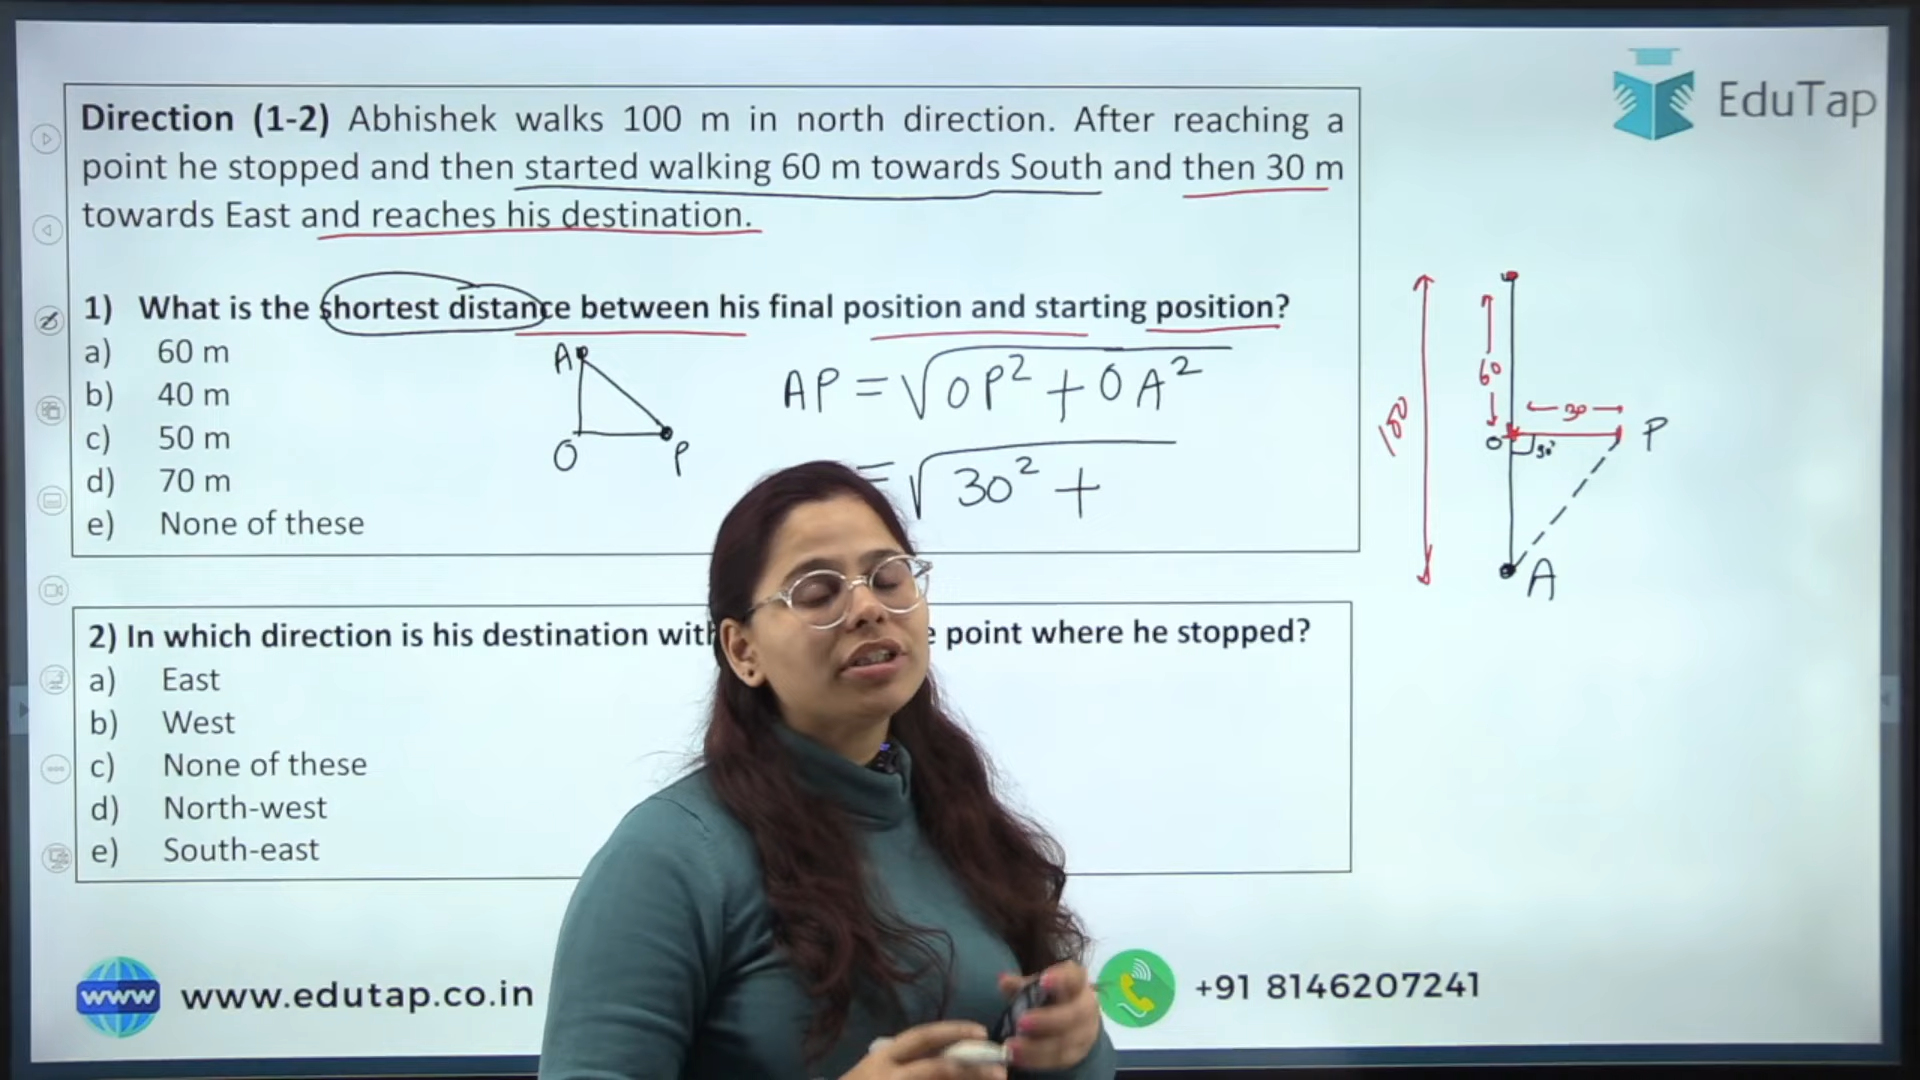 EduTap
Direction (1-2) Abhishek walks 100 m in north direction. After reaching a
point he stopped and then started walking 60 m towards South and then 30 m
towards East and reaches his destination.
1) What is the shortest distance between his final position and starting position?
a) 60 m
b) 40 m
c) 50 m
d) 70 m
e) None of these
A
O
P
AP = √OP² + OA²
= √30² +
100
60
30
O
P
A
2) In which direction is his destination with
point where he stopped?
a) East
b) West
c) None of these
d) North-west
e) South-east
www
www.edutap.co.in
+91 8146207241